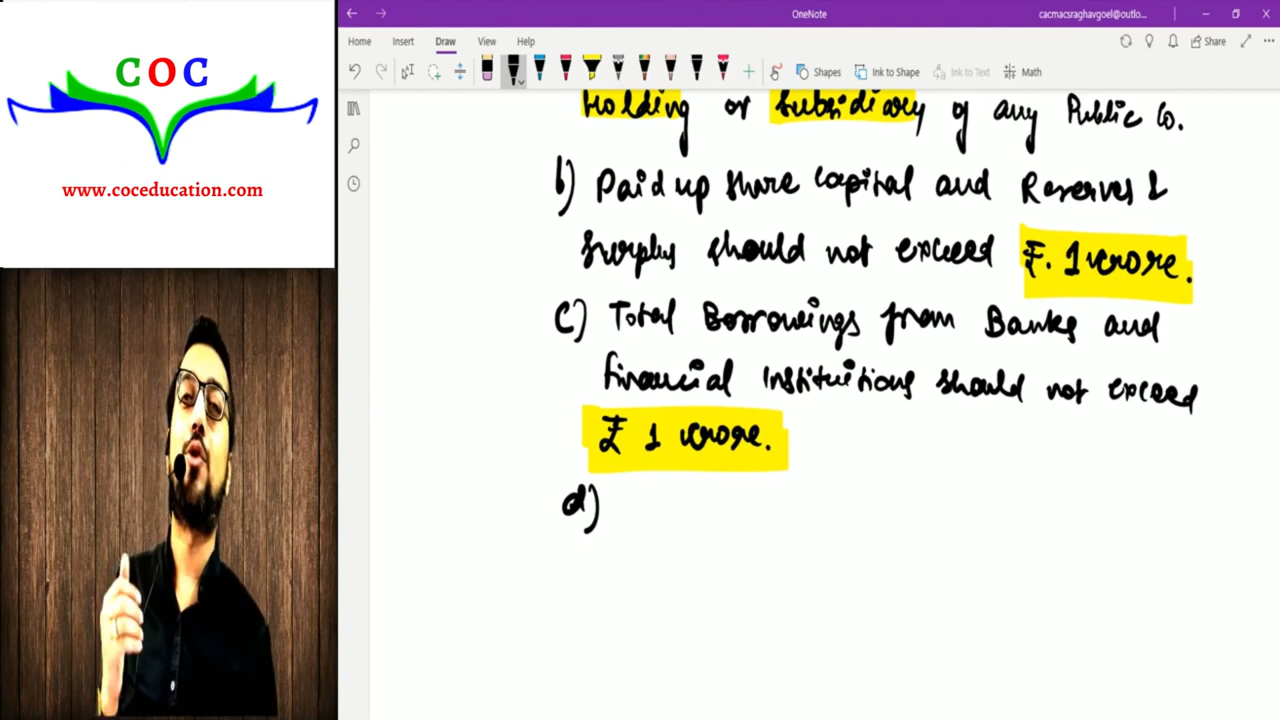 OneNote
cacmacsraghavgoel@outlo...
Home Insert Draw View Help
Share
Shapes Ink to Shape Ink to Text Math
COC
www.coceducation.com
Holding or Subsidiary of any Public Co.
b) Paid up share capital and Reserves &
Surplus should not exceed ₹. 1 crore.
c) Total Borrowings from Banks and
financial instituitions should not exceed
₹ 1 crore.
d)